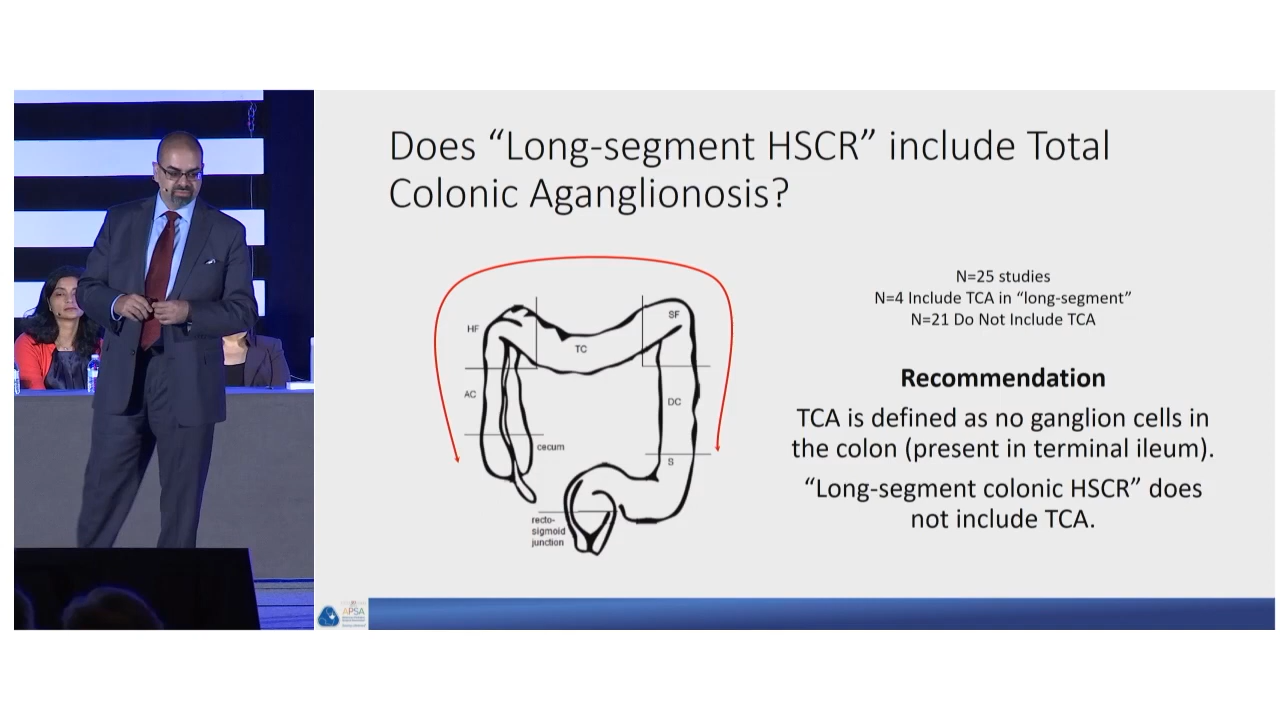 Does “Long-segment HSCR” include Total
Colonic Aganglionosis?
N=25 studies
N=4 Include TCA in “long-segment”
N=21 Do Not Include TCA
HF
SF
TC
AC
DC
cecum
S
recto-
sigmoid
junction
Recommendation
TCA is defined as no ganglion cells in
the colon (present in terminal ileum).
“Long-segment colonic HSCR” does
not include TCA.
APSA